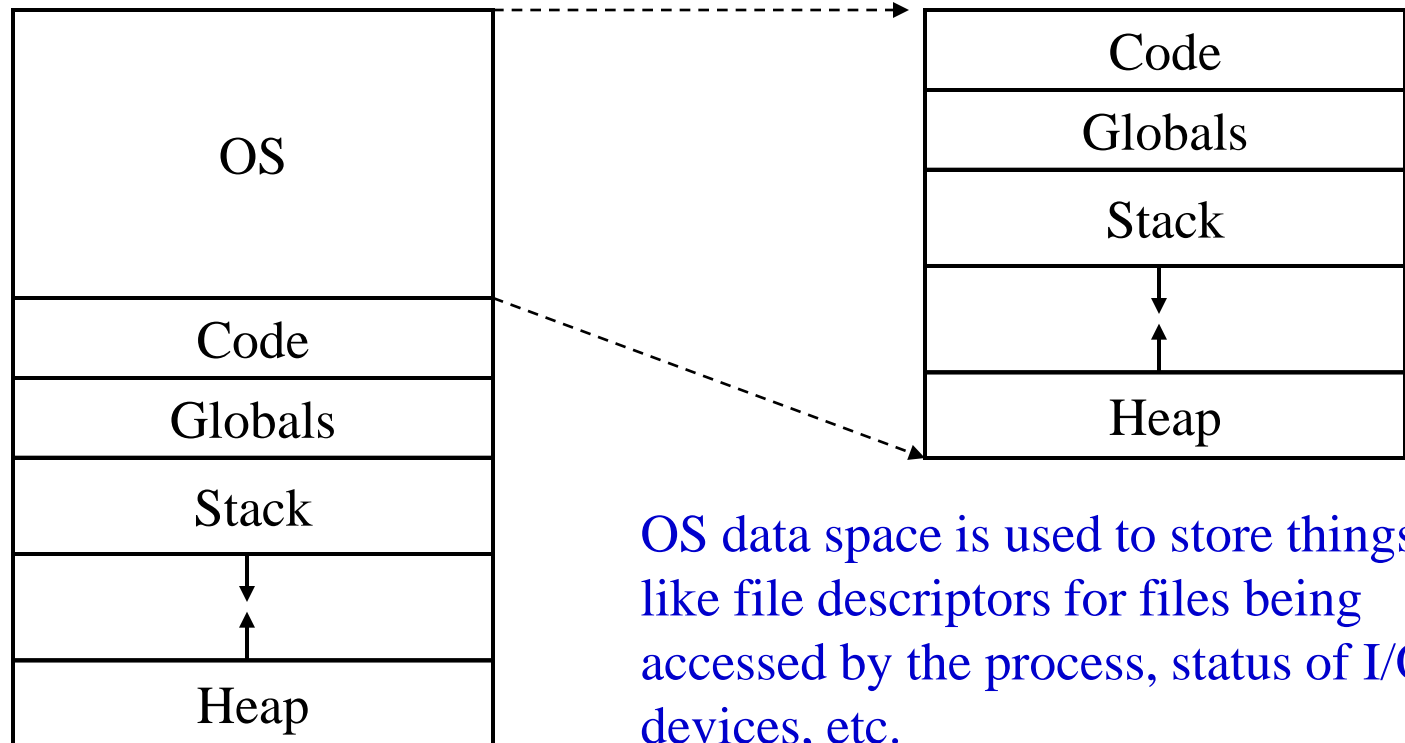 OS
Code
Globals
Stack
Heap
Code
Globals
Stack
Heap
OS data space is used to store things
like file descriptors for files being
accessed by the process, status of I/O
devices, etc.